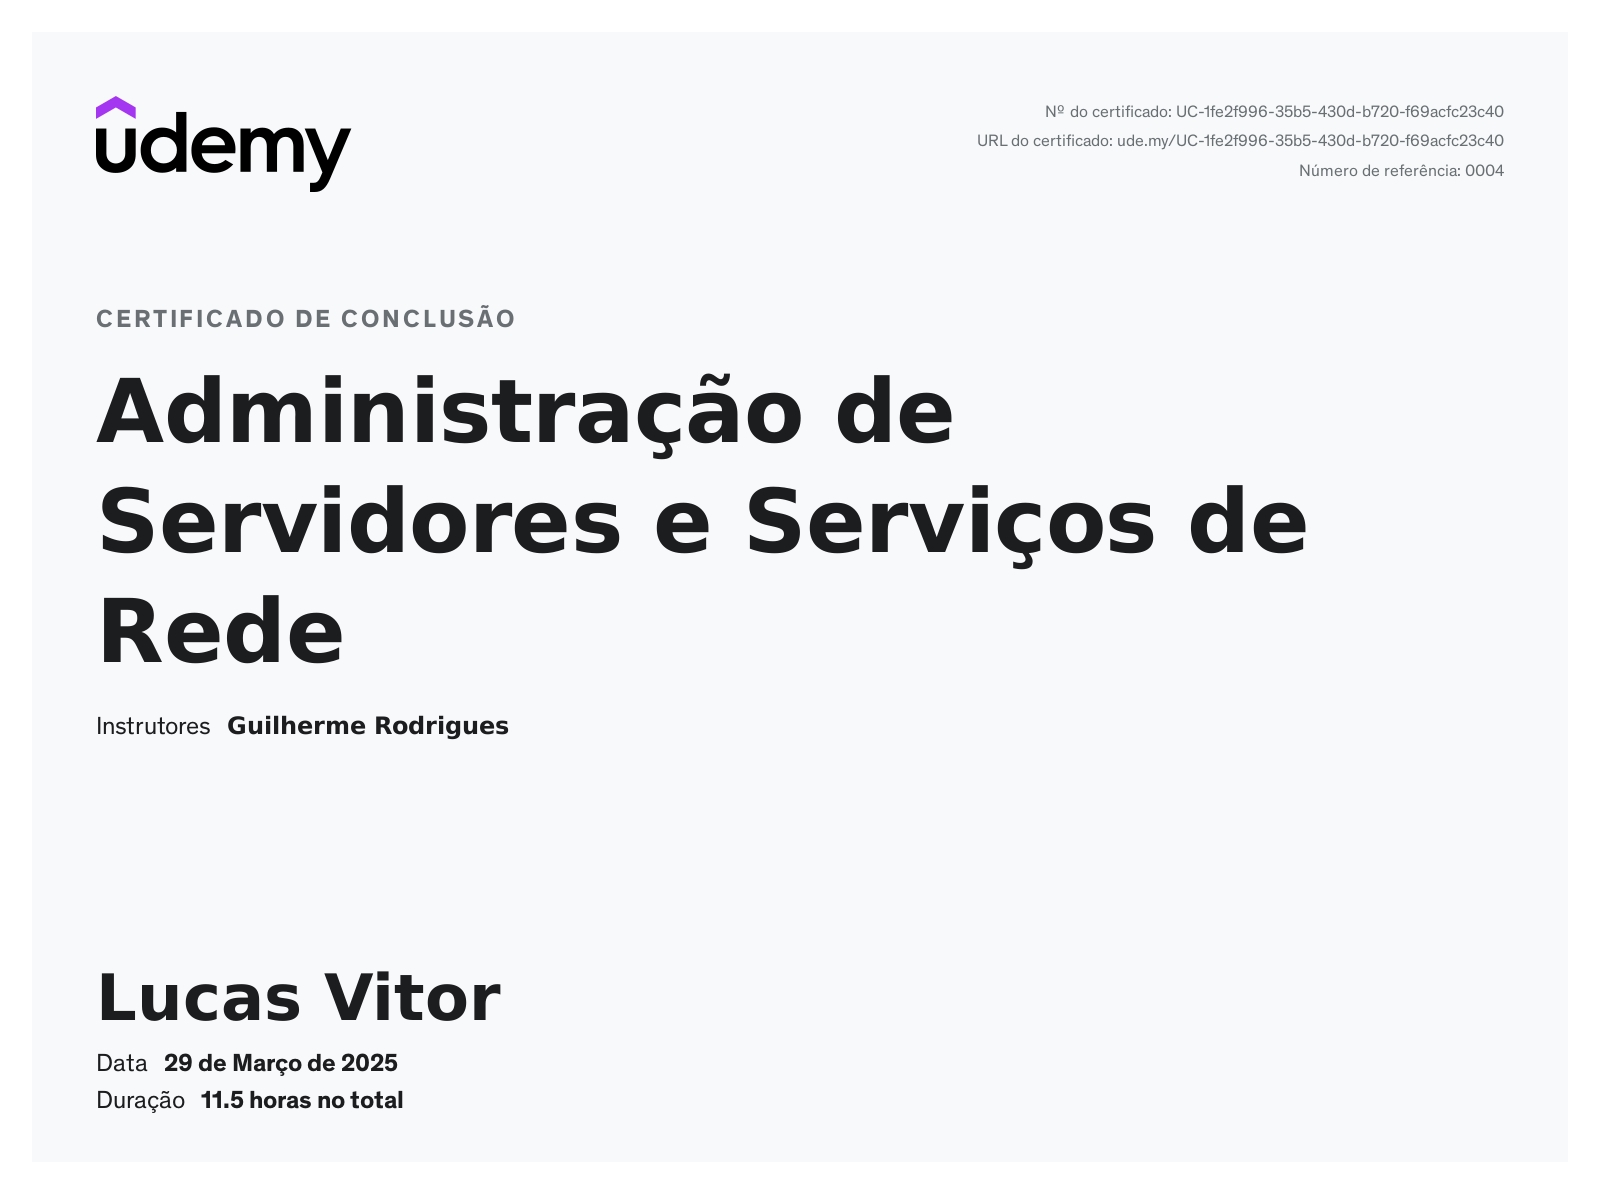 udemy
Nº do certificado: UC-1fe2f996-35b5-430d-b720-f69acfc23c40
URL do certificado: ude.my/UC-1fe2f996-35b5-430d-b720-f69acfc23c40
Número de referência: 0004
CERTIFICADO DE CONCLUSÃO
Administração de
Servidores e Serviços de
Rede
Instrutores Guilherme Rodrigues
Lucas Vitor
Data 29 de Março de 2025
Duração 11.5 horas no total